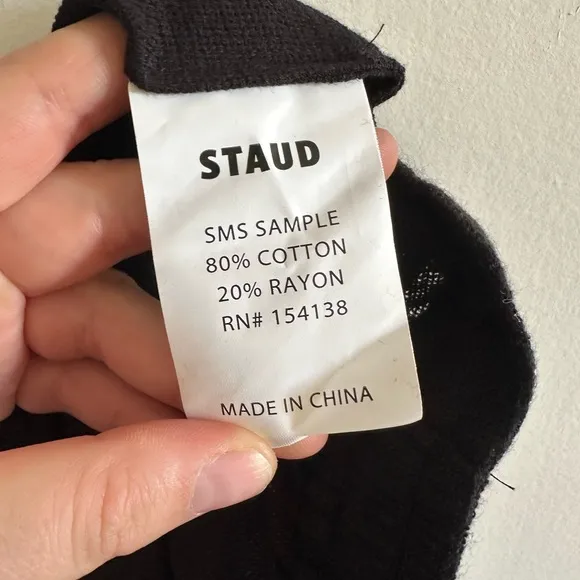 STAUD
SMS SAMPLE
80% COTTON
20% RAYON
RN# 154138
MADE IN CHINA